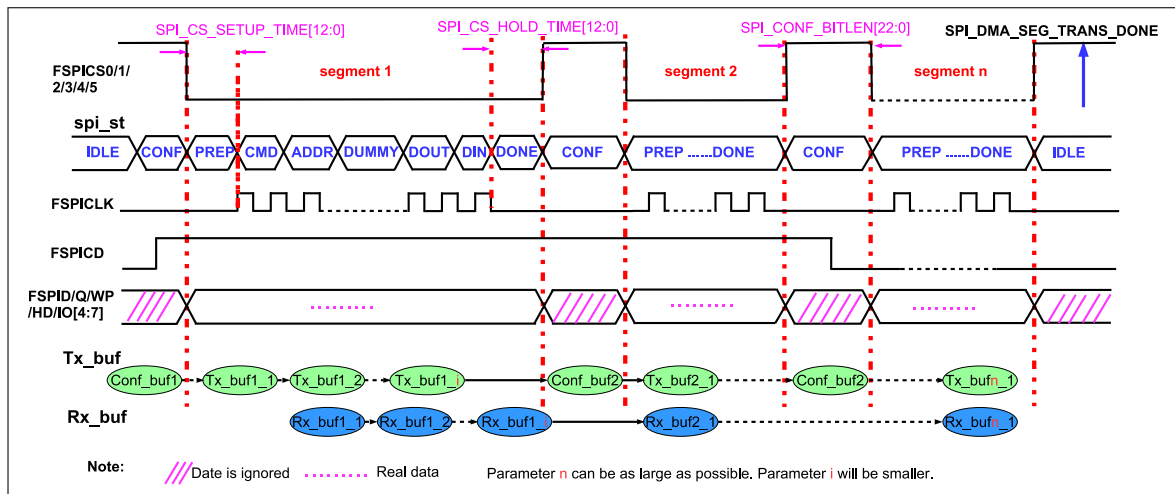 SPI_CS_SETUP_TIME[12:0]
SPI_CS_HOLD_TIME[12:0]
SPI_CONF_BITLEN[22:0]
SPI_DMA_SEG_TRANS_DONE
FSPICS0/1/
2/3/4/5
segment 1
segment 2
segment n
spi_st
IDLE CONF PREP CMD ADDR DUMMY DOUT DIN DONE CONF PREP ......DONE CONF PREP ......DONE IDLE
FSPICLK
FSPICD
FSPID/Q/WP
/HD/IO[4:7]
Tx_buf
Conf_buf1 Tx_buf1_1 Tx_buf1_2 Tx_buf1_i Conf_buf2 Tx_buf2_1 Conf_buf2 Tx_bufn_1
Rx_buf
Rx_buf1_1 Rx_buf1_2 Rx_buf1_i Rx_buf2_1 Rx_bufn_1
Note: Date is ignored Real data Parameter n can be as large as possible. Parameter i will be smaller.